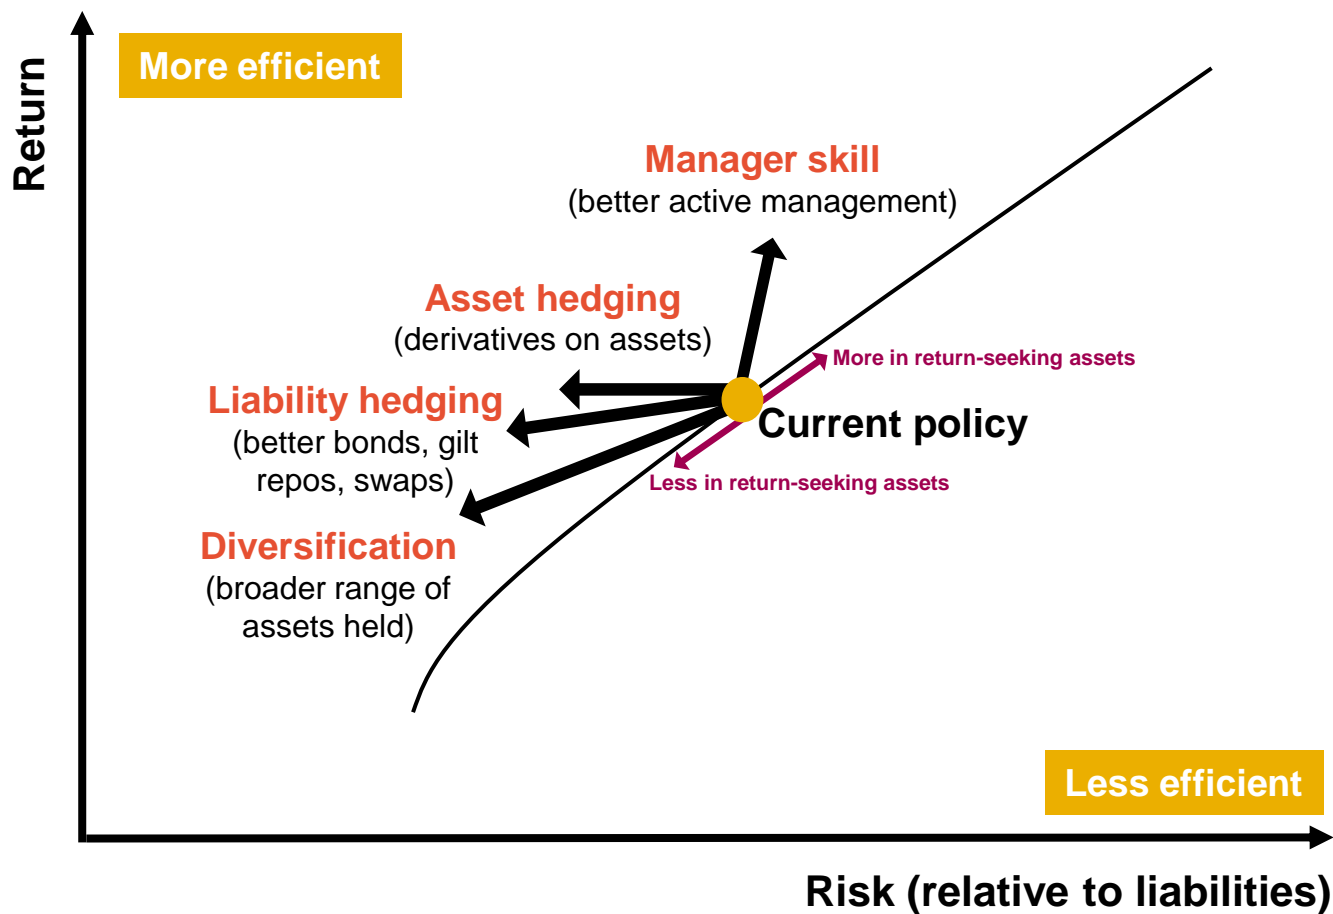 Return
More efficient
Manager skill
(better active management)
Asset hedging
(derivatives on assets)
More in return-seeking assets
Liability hedging
(better bonds, gilt
repos, swaps)
Current policy
Less in return-seeking assets
Diversification
(broader range of
assets held)
Less efficient
Risk (relative to liabilities)